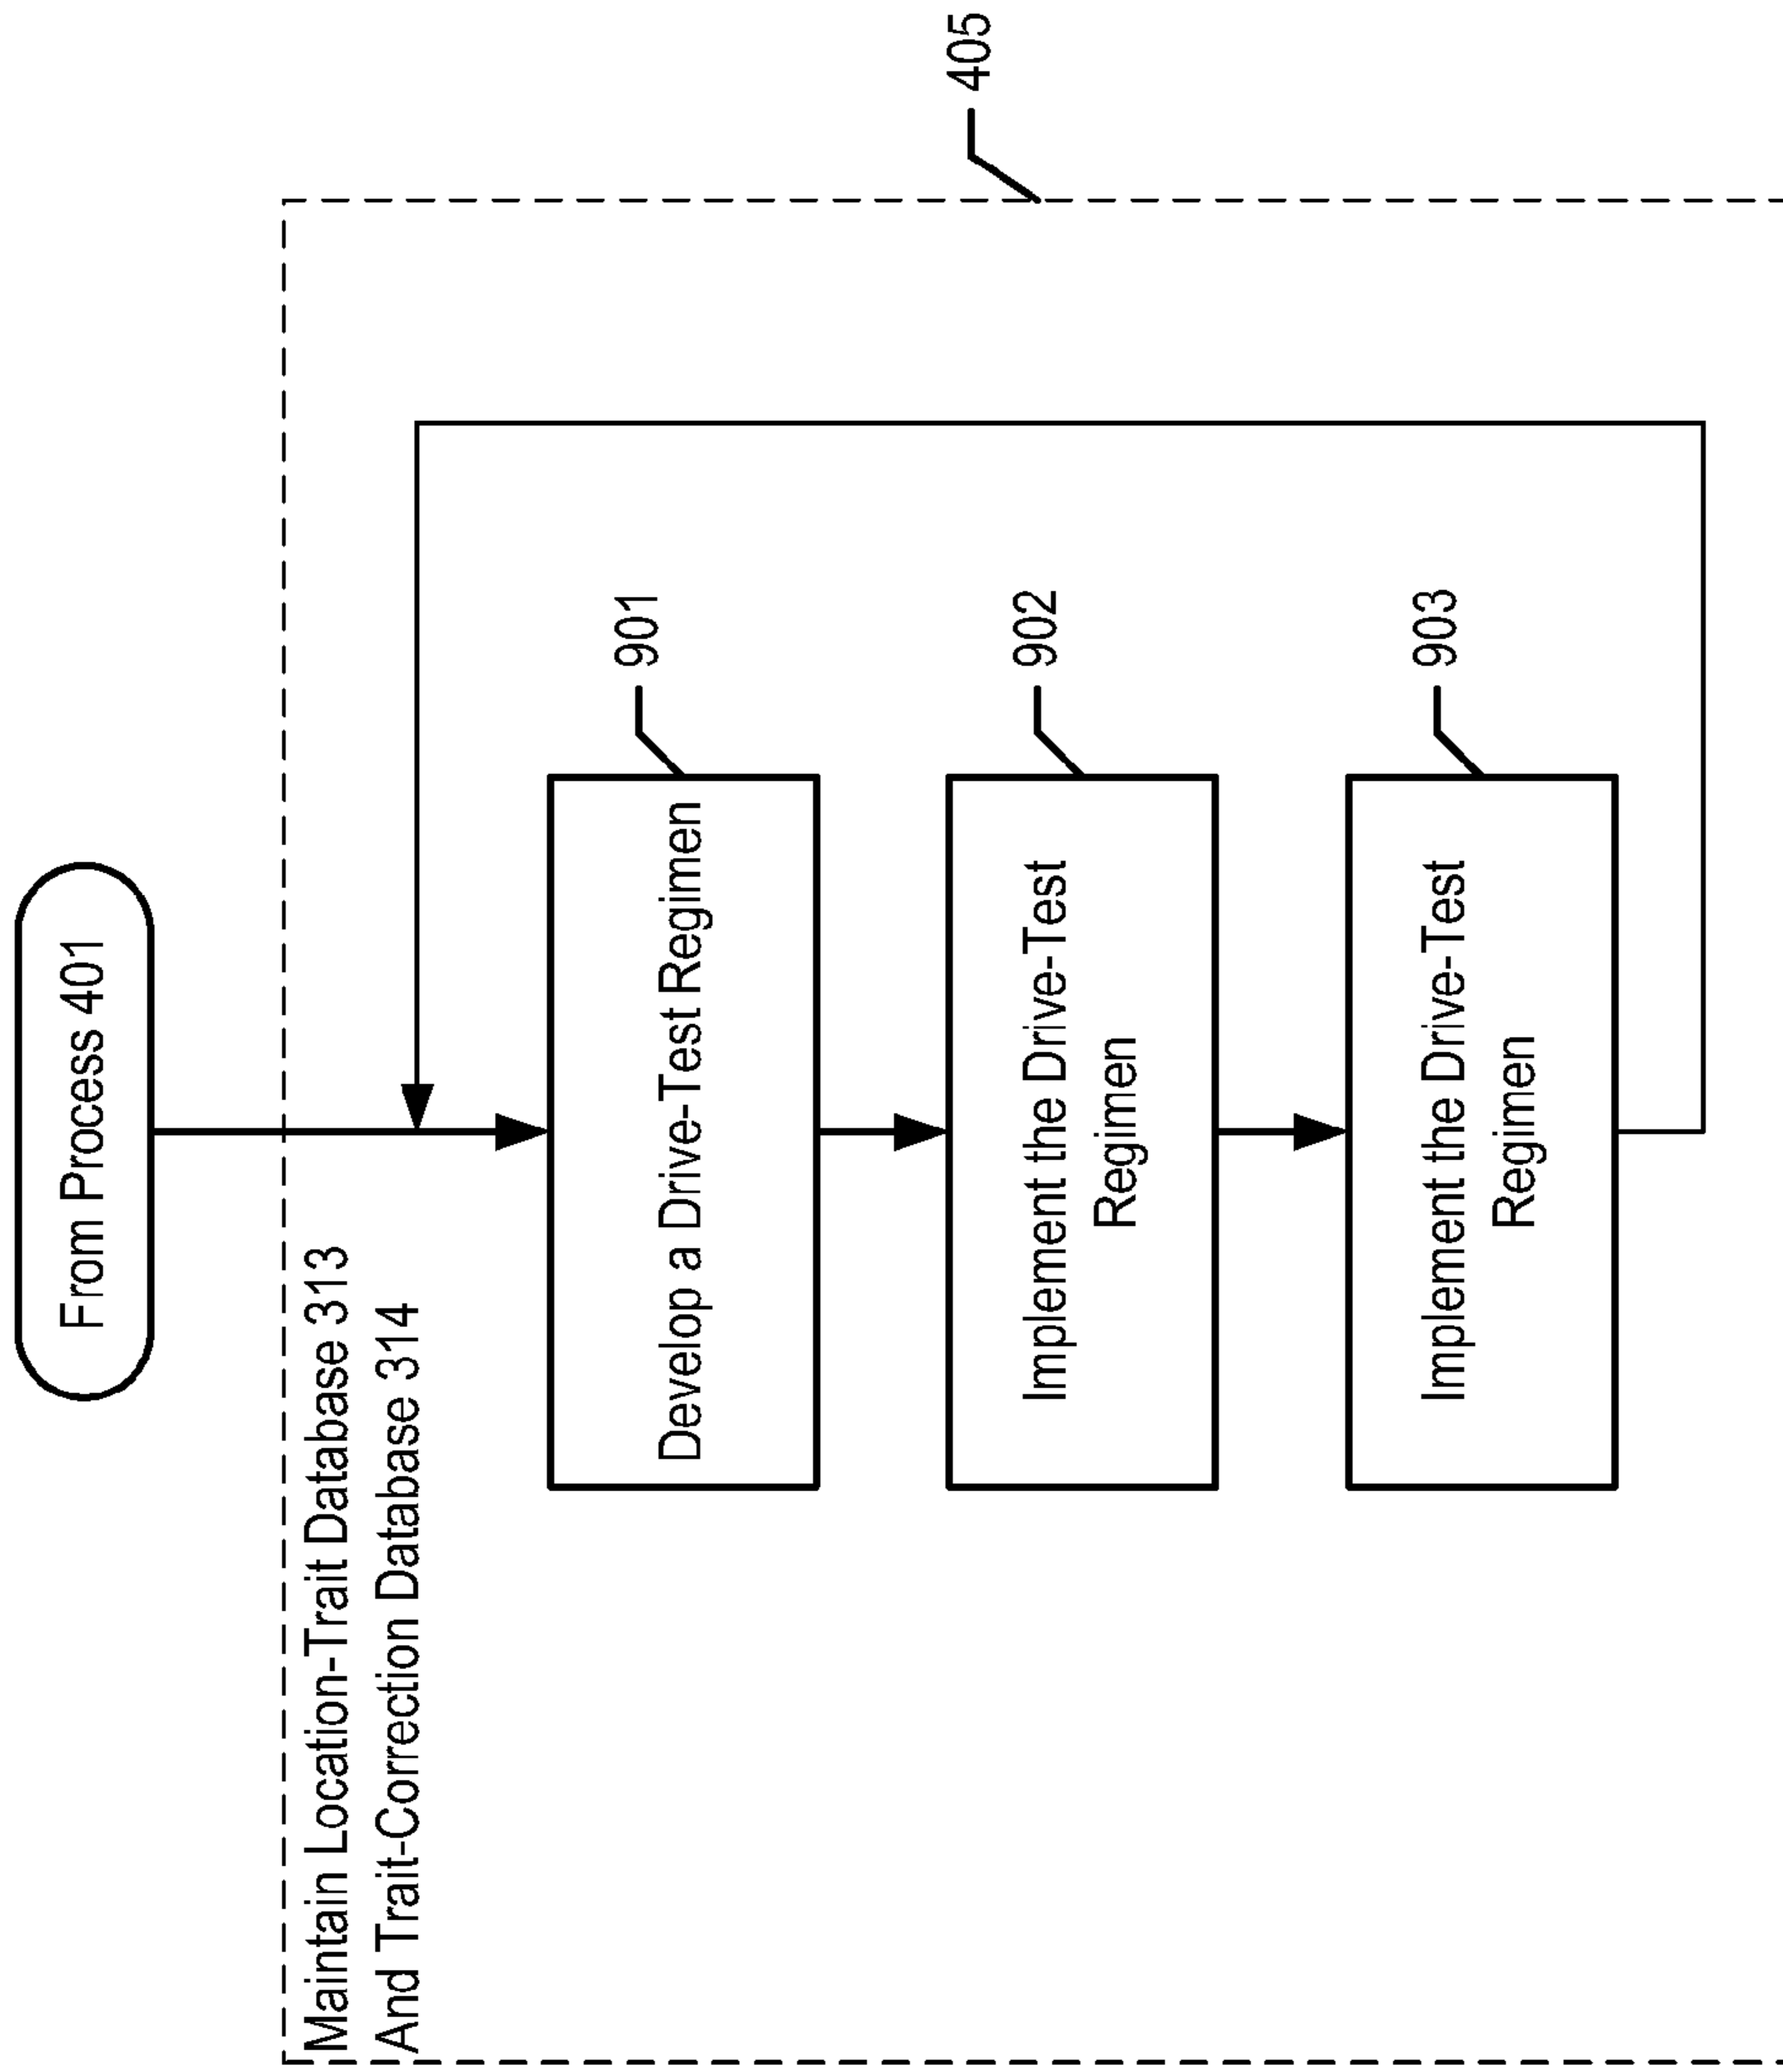 From Process 401
Maintain Location-Trait Database 313
And Trait-Correction Database 314
405
Develop a Drive-Test Regimen
901
Implement the Drive-Test
Regimen
902
Implement the Drive-Test
Regimen
903